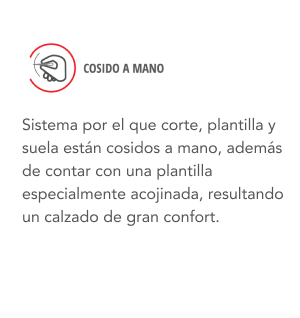 COSIDO A MANO
Sistema por el que corte, plantilla y
suela están cosidos a mano, además
de contar con una plantilla
especialmente acojinada, resultando
un calzado de gran confort.